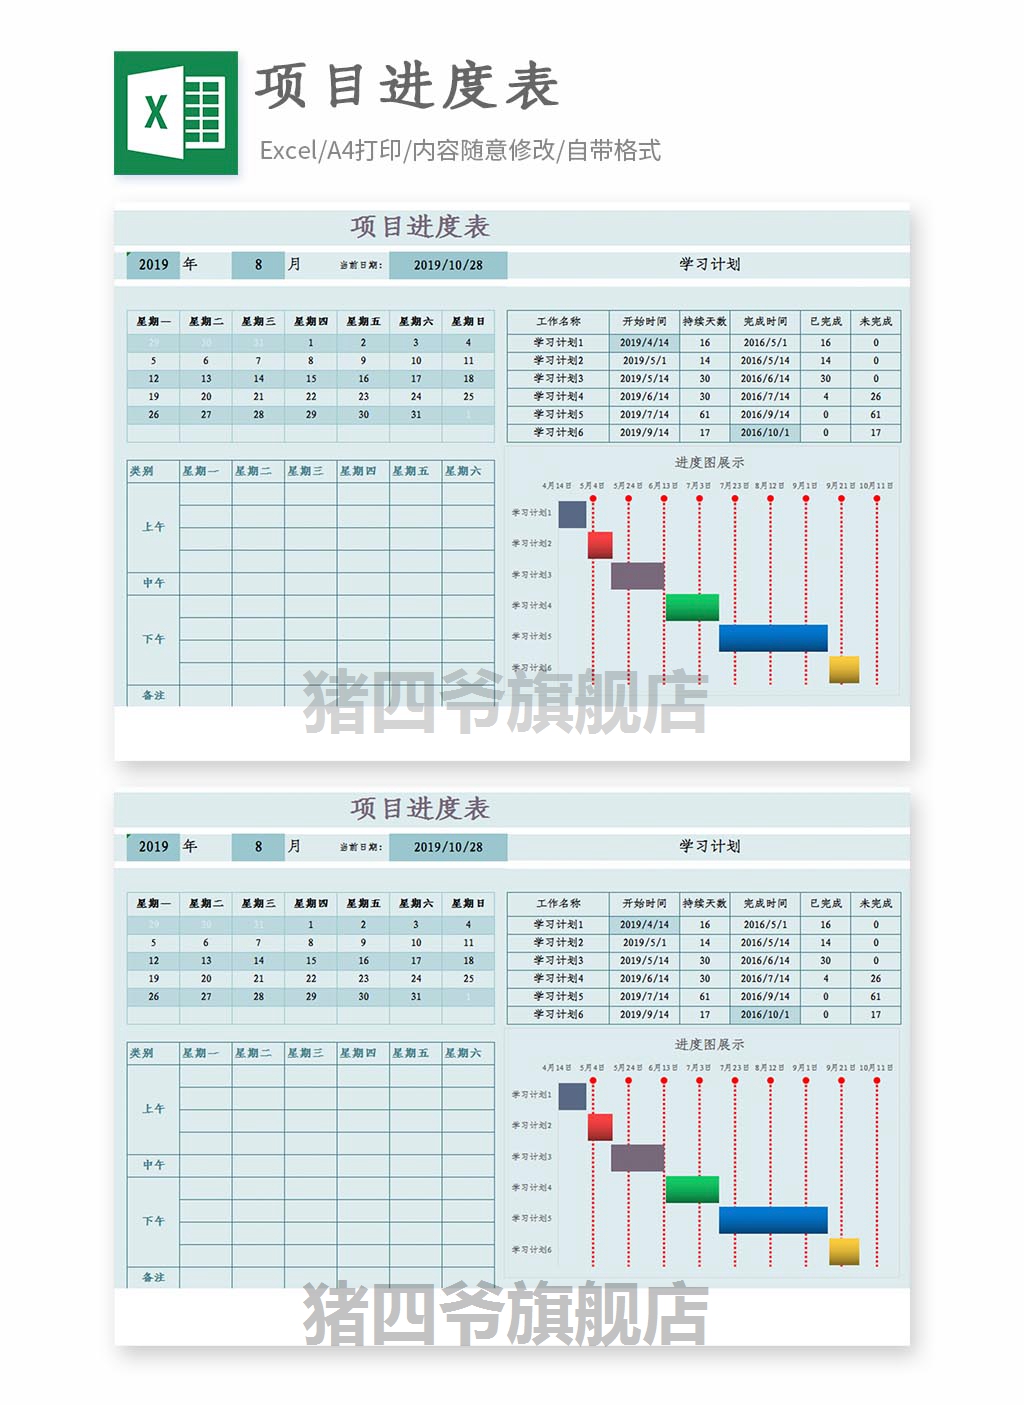 X
项目进度表
Excel/A4打印/内容随意修改/自带格式
项目进度表
2019 年 8 月 当前日期: 2019/10/28 学习计划
星期一 星期二 星期三 星期四 星期五 星期六 星期日
29 30 31 1 2 3 4
5 6 7 8 9 10 11
12 13 14 15 16 17 18
19 20 21 22 23 24 25
26 27 28 29 30 31 1
工作名称 开始时间 持续天数 完成时间 已完成 未完成
学习计划1 2019/4/14 16 2016/5/1 16 0
学习计划2 2019/5/1 14 2016/5/14 14 0
学习计划3 2019/5/14 30 2016/6/14 30 0
学习计划4 2019/6/14 30 2016/7/14 4 26
学习计划5 2019/7/14 61 2016/9/14 0 61
学习计划6 2019/9/14 17 2016/10/1 0 17
类别 星期一 星期二 星期三 星期四 星期五 星期六
上午
中午
下午
备注
进度图展示
4月14日 5月4日 5月24日 6月13日 7月3日 7月23日 8月12日 9月1日 9月21日 10月11日
学习计划1
学习计划2
学习计划3
学习计划4
学习计划5
学习计划6
猪四爷旗舰店
项目进度表
2019 年 8 月 当前日期: 2019/10/28 学习计划
星期一 星期二 星期三 星期四 星期五 星期六 星期日
29 30 31 1 2 3 4
5 6 7 8 9 10 11
12 13 14 15 16 17 18
19 20 21 22 23 24 25
26 27 28 29 30 31 1
工作名称 开始时间 持续天数 完成时间 已完成 未完成
学习计划1 2019/4/14 16 2016/5/1 16 0
学习计划2 2019/5/1 14 2016/5/14 14 0
学习计划3 2019/5/14 30 2016/6/14 30 0
学习计划4 2019/6/14 30 2016/7/14 4 26
学习计划5 2019/7/14 61 2016/9/14 0 61
学习计划6 2019/9/14 17 2016/10/1 0 17
类别 星期一 星期二 星期三 星期四 星期五 星期六
上午
中午
下午
备注
进度图展示
4月14日 5月4日 5月24日 6月13日 7月3日 7月23日 8月12日 9月1日 9月21日 10月11日
学习计划1
学习计划2
学习计划3
学习计划4
学习计划5
学习计划6
猪四爷旗舰店